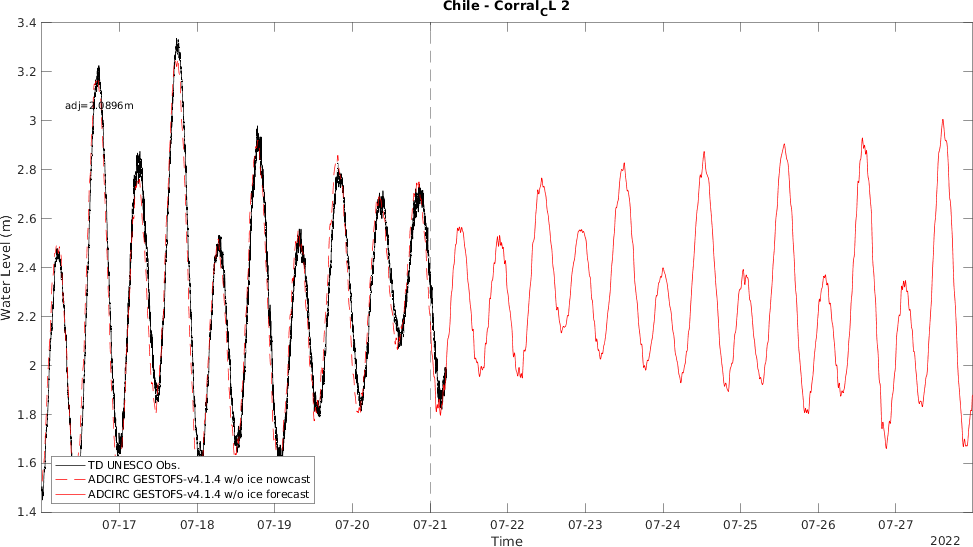 Chile - Corral_CL 2
3.4
3.2
3
2.8
2.6
2.4
2.2
2
1.8
1.6
1.4
Water Level (m)
adj=2.0896m
TD UNESCO Obs.
ADCIRC GESTOFS-v4.1.4 w/o ice nowcast
ADCIRC GESTOFS-v4.1.4 w/o ice forecast
07-17 07-18 07-19 07-20 07-21 07-22 07-23 07-24 07-25 07-26 07-27
Time
2022